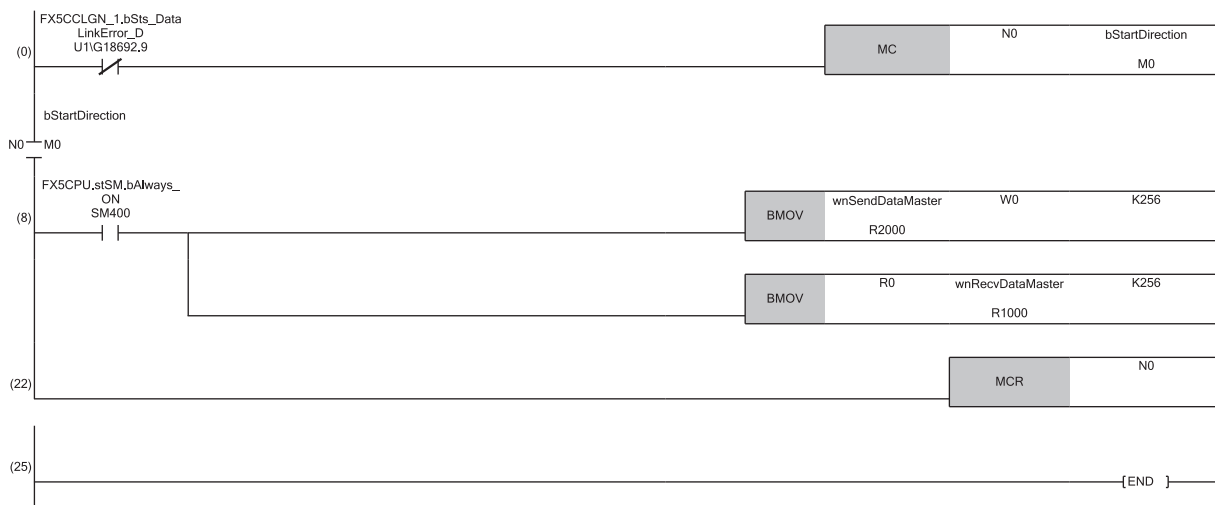 FX5CCLGN_1.bSts_Data
LinkError_D
U1\G18692.9
(0)
MC
N0
bStartDirection
M0
bStartDirection
N0
M0
FX5CPU.stSM.bAlways_
ON
SM400
(8)
BMOV
wnSendDataMaster
R2000
W0
K256
BMOV
R0
wnRecvDataMaster
R1000
K256
(22)
MCR
N0
(25)
[END ]